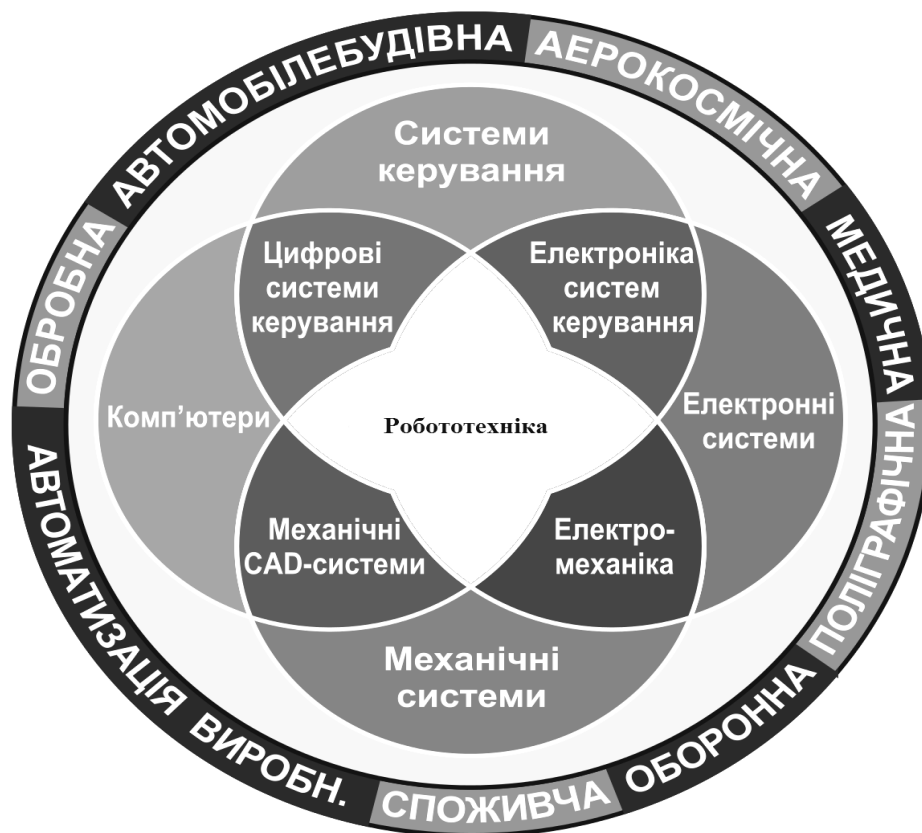 АВТОМОБІЛЕБУДІВНА
АЕРОКОСМІЧНА
МЕДИЧНА
ПОЛІГРАФІЧНА
ОБОРОННА
СПОЖИВЧА
АВТОМАТИЗАЦІЯ ВИРОБН.
ОБРОБНА
Системи
керування
Цифрові
системи
керування
Електроніка
систем
керування
Комп’ютери
Робототехніка
Електронні
системи
Механічні
CAD-системи
Електро-
механіка
Механічні
системи